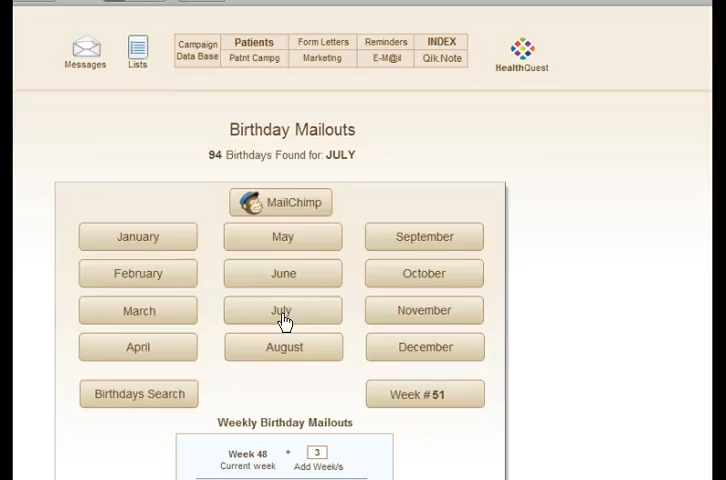 Messages
Lists
Campaign Patients Form Letters Reminders INDEX
Data Base Patnt Campg Marketing E-M@il Qik.Note
HealthQuest
Birthday Mailouts
94 Birthdays Found for: JULY
MailChimp
January May September
February June October
March July November
April August December
Birthdays Search Week # 51
Weekly Birthday Mailouts
Week 48 + 3
Current week Add Week/s